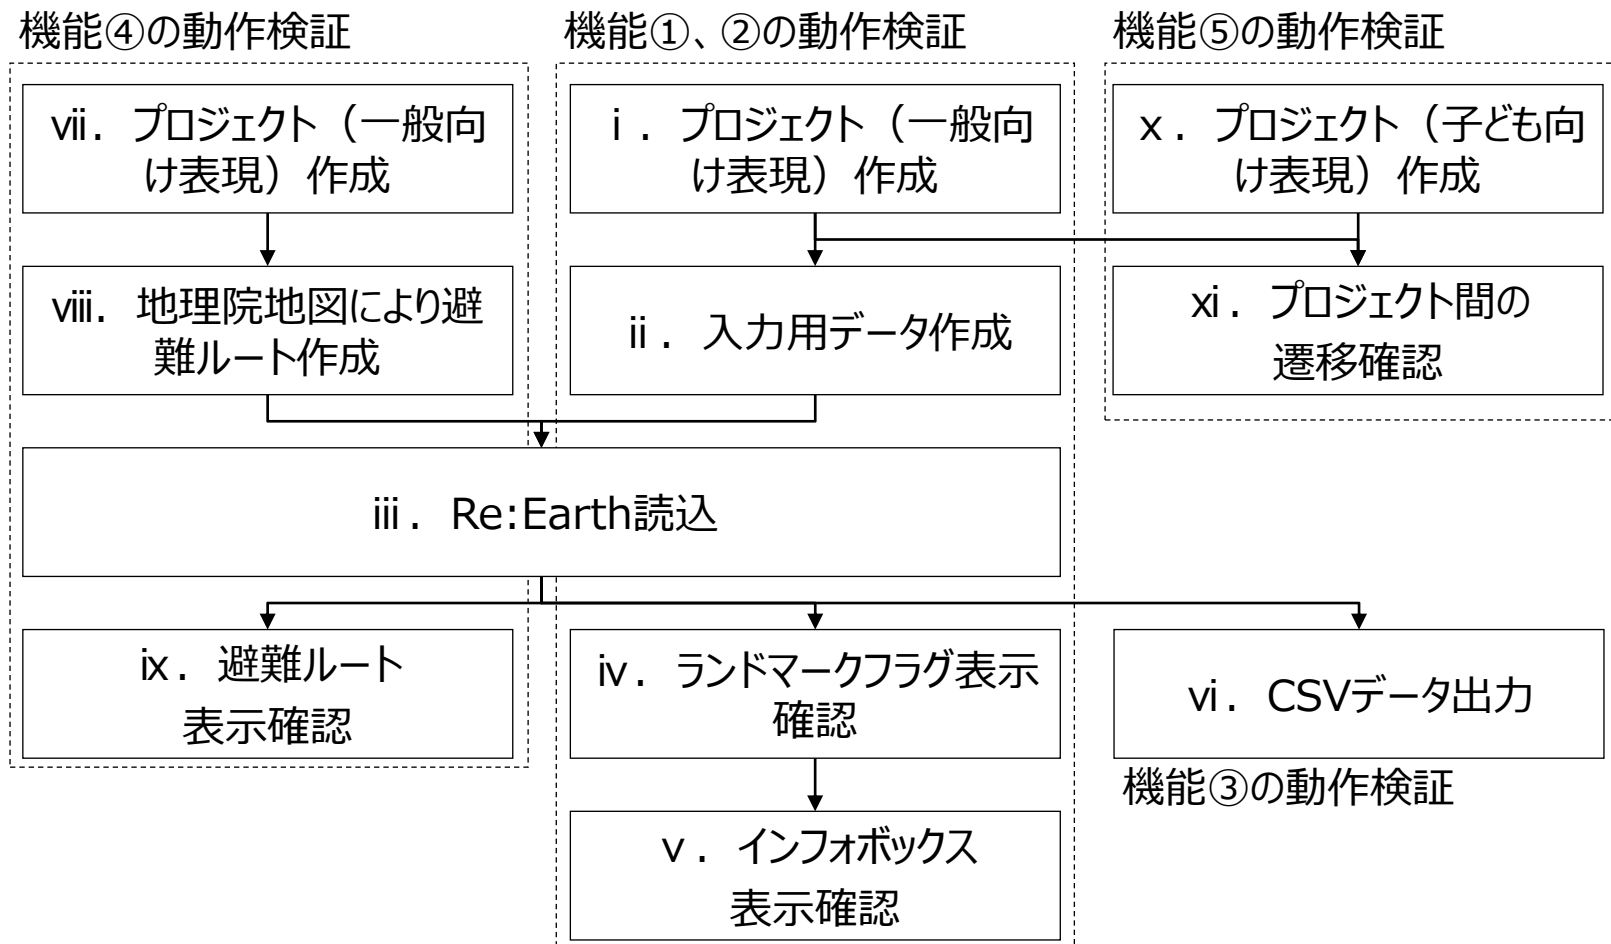 機能④の動作検証
機能①、②の動作検証
機能⑤の動作検証
ⅶ．プロジェクト（一般向
け表現）作成
ⅰ．プロジェクト（一般向
け表現）作成
ⅹ．プロジェクト（子ども向
け表現）作成
ⅷ．地理院地図により避
難ルート作成
ⅱ．入力用データ作成
ⅺ．プロジェクト間の
遷移確認
ⅲ．Re:Earth読込
ⅸ．避難ルート
表示確認
ⅳ．ランドマークフラグ表示
確認
ⅵ．CSVデータ出力
機能③の動作検証
ⅴ．インフォボックス
表示確認